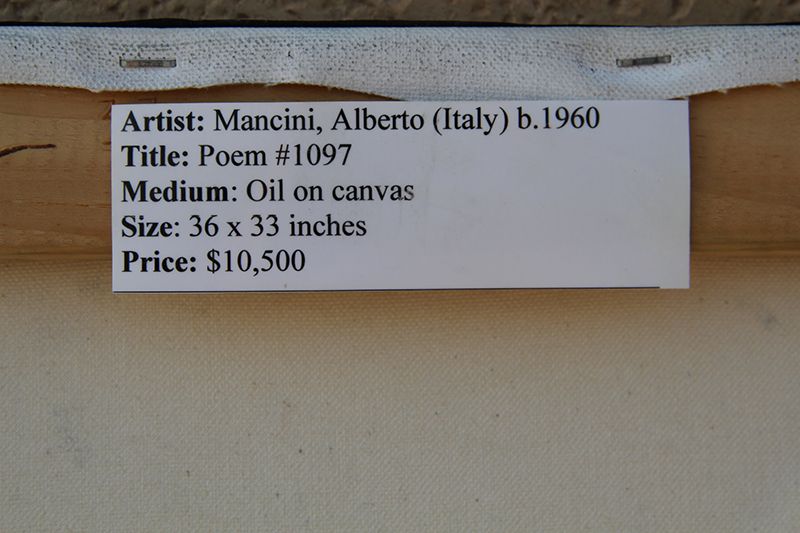 Artist: Mancini, Alberto (Italy) b.1960
Title: Poem #1097
Medium: Oil on canvas
Size: 36 x 33 inches
Price: $10,500